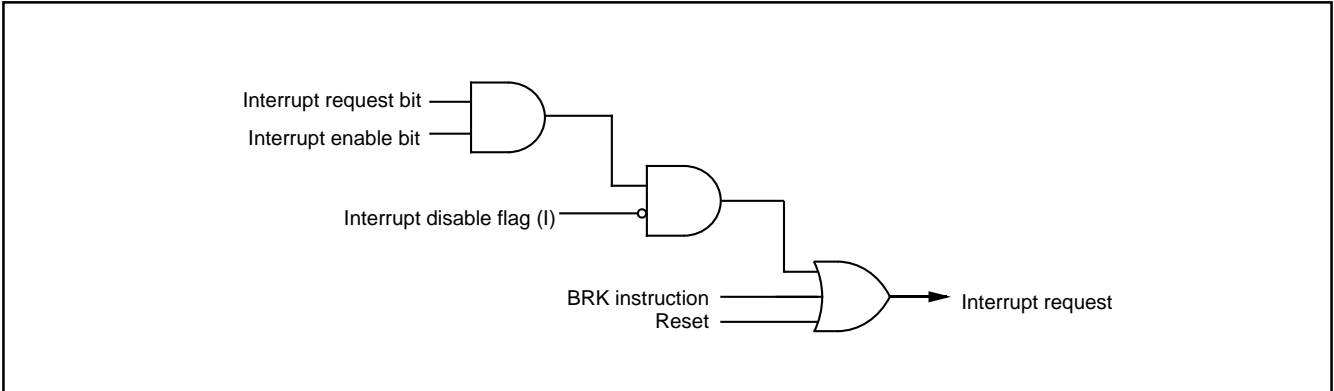 Interrupt request bit
Interrupt enable bit
Interrupt disable flag (I)
BRK instruction
Reset
Interrupt request